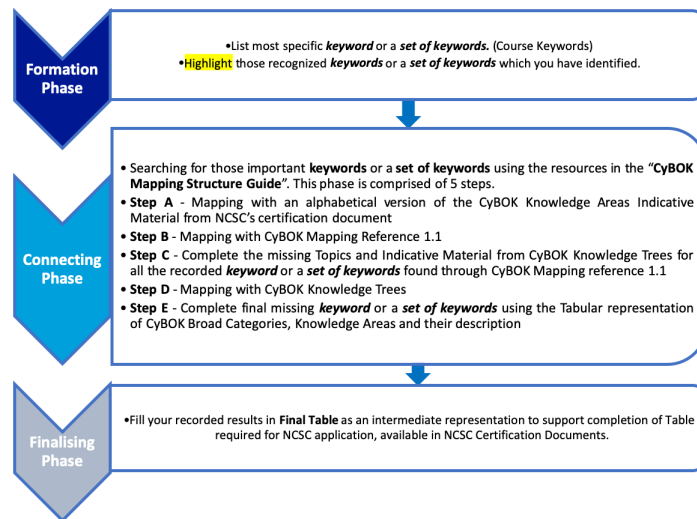 Formation
Phase
•List most specific keyword or a set of keywords. (Course Keywords)
•Highlight those recognized keywords or a set of keywords which you have identified.
Connecting
Phase
• Searching for those important keywords or a set of keywords using the resources in the “CyBOK
Mapping Structure Guide”. This phase is comprised of 5 steps.
• Step A - Mapping with an alphabetical version of the CyBOK Knowledge Areas Indicative
Material from NCSC’s certification document
• Step B - Mapping with CyBOK Mapping Reference 1.1
• Step C - Complete the missing Topics and Indicative Material from CyBOK Knowledge Trees for
all the recorded keyword or a set of keywords found through CyBOK Mapping reference 1.1
• Step D - Mapping with CyBOK Knowledge Trees
• Step E - Complete final missing keyword or a set of keywords using the Tabular representation
of CyBOK Broad Categories, Knowledge Areas and their description
Finalising
Phase
•Fill your recorded results in Final Table as an intermediate representation to support completion of Table
required for NCSC application, available in NCSC Certification Documents.